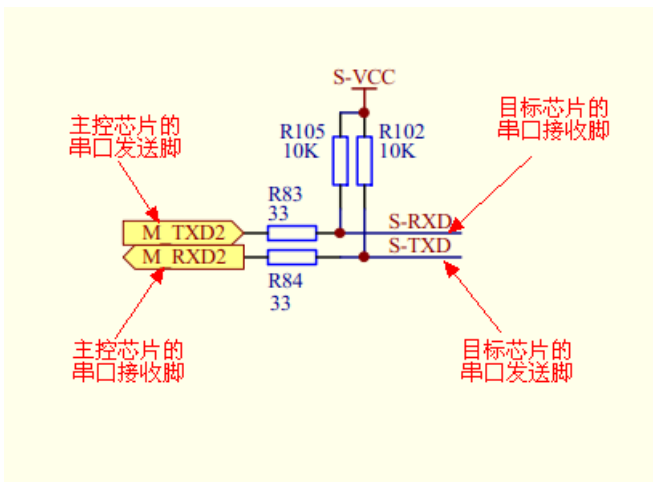 S-VCC
主控芯片的
串口发送脚
目标芯片的
串口接收脚
R105
10K
R102
10K
R83
33
S-RXD
M_TXD2
S-TXD
M_RXD2
R84
33
主控芯片的
串口接收脚
目标芯片的
串口发送脚